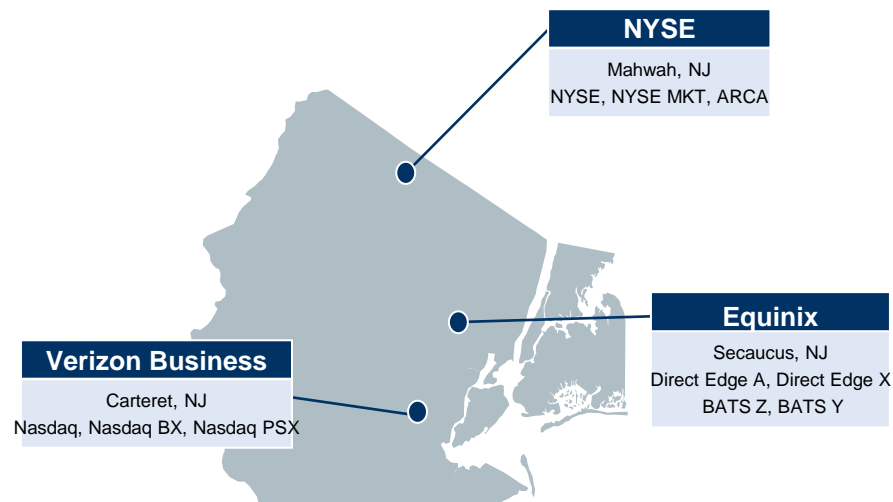 NYSE
Mahwah, NJ
NYSE, NYSE MKT, ARCA
Equinix
Secaucus, NJ
Direct Edge A, Direct Edge X
BATS Z, BATS Y
Verizon Business
Carteret, NJ
Nasdaq, Nasdaq BX, Nasdaq PSX